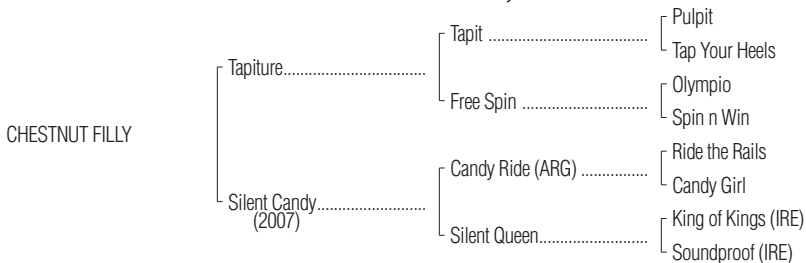 Pulpit
Tapit ....................................
Tap Your Heels
Tapiture................................
Olympio
Free Spin ............................
Spin n Win
CHESTNUT FILLY
Ride the Rails
Candy Ride (ARG) ...............
Candy Girl
Silent Candy........................
(2007)
King of Kings (IRE)
Silent Queen........................
Soundproof (IRE)